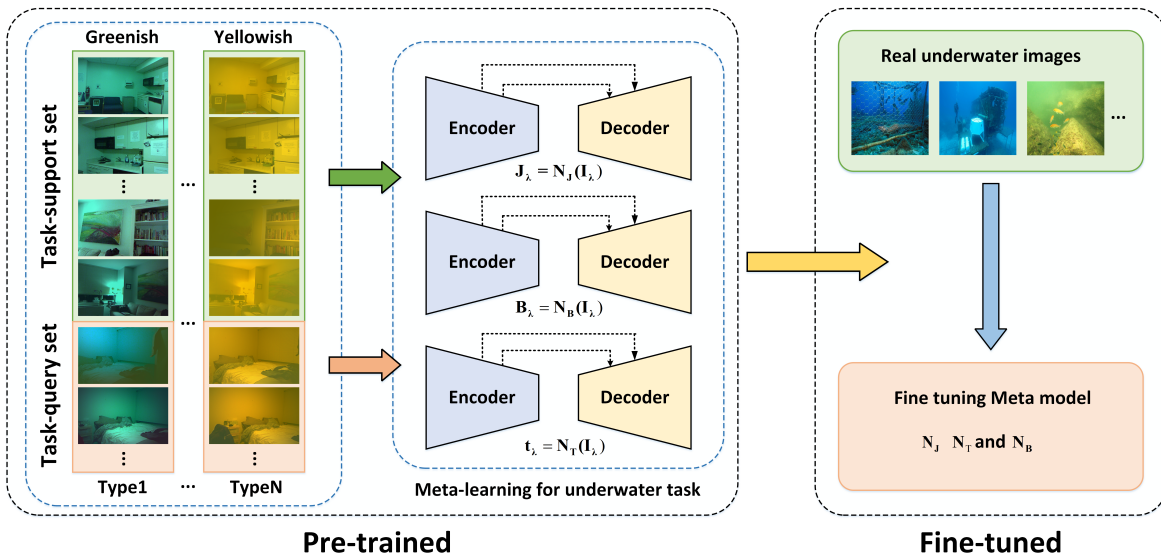 Greenish
Yellowish
Task-support set
...
...
Task-query set
Type1
...
TypeN
Encoder
Decoder
J_λ = N_J(I_λ)
Encoder
Decoder
B_λ = N_B(I_λ)
Encoder
Decoder
t_λ = N_T(I_λ)
Meta-learning for underwater task
Pre-trained
Real underwater images
...
Fine tuning Meta model
N_J N_T and N_B
Fine-tuned